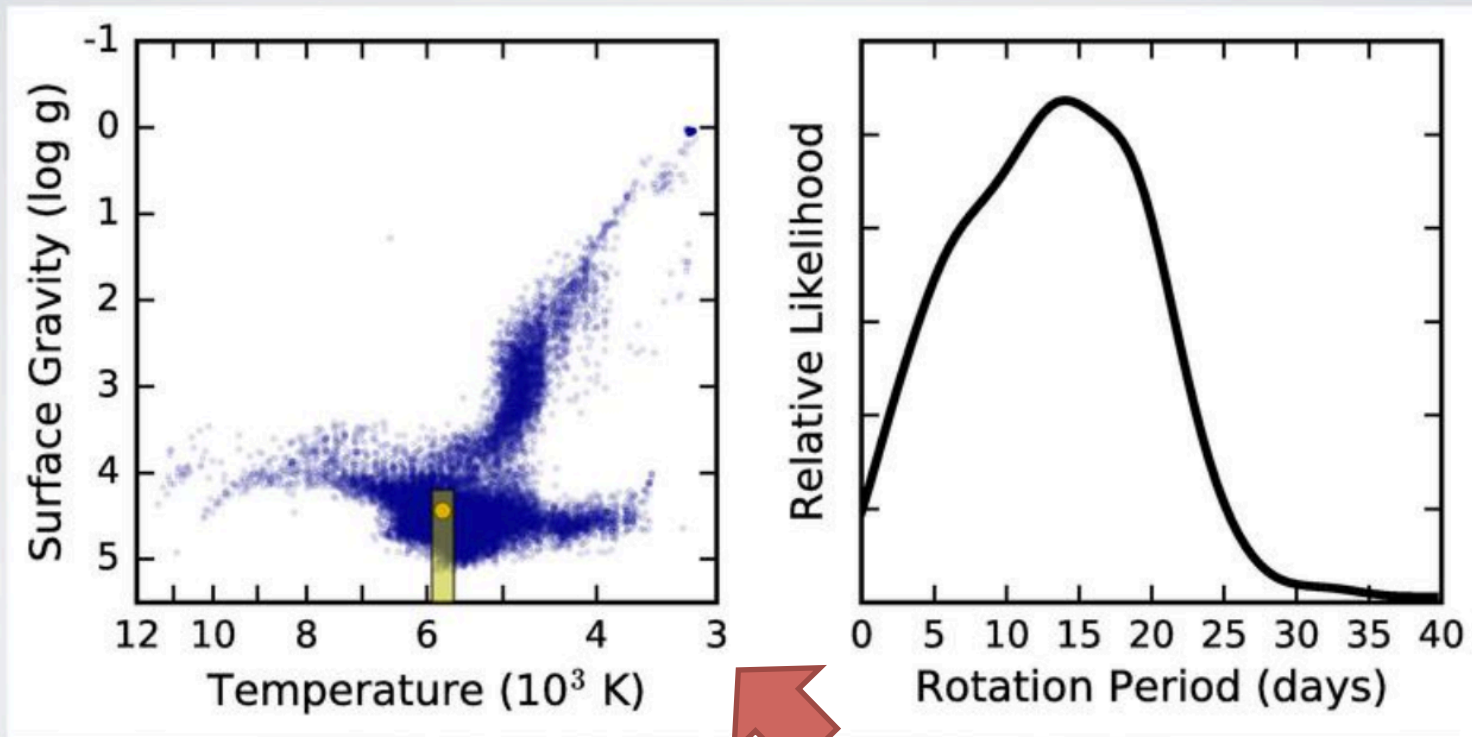 -1
0
1
2
3
4
5
Surface Gravity (log g)
12 10 8 6 4 3
Temperature (10³ K)
Relative Likelihood
0 5 10 15 20 25 30 35 40
Rotation Period (days)